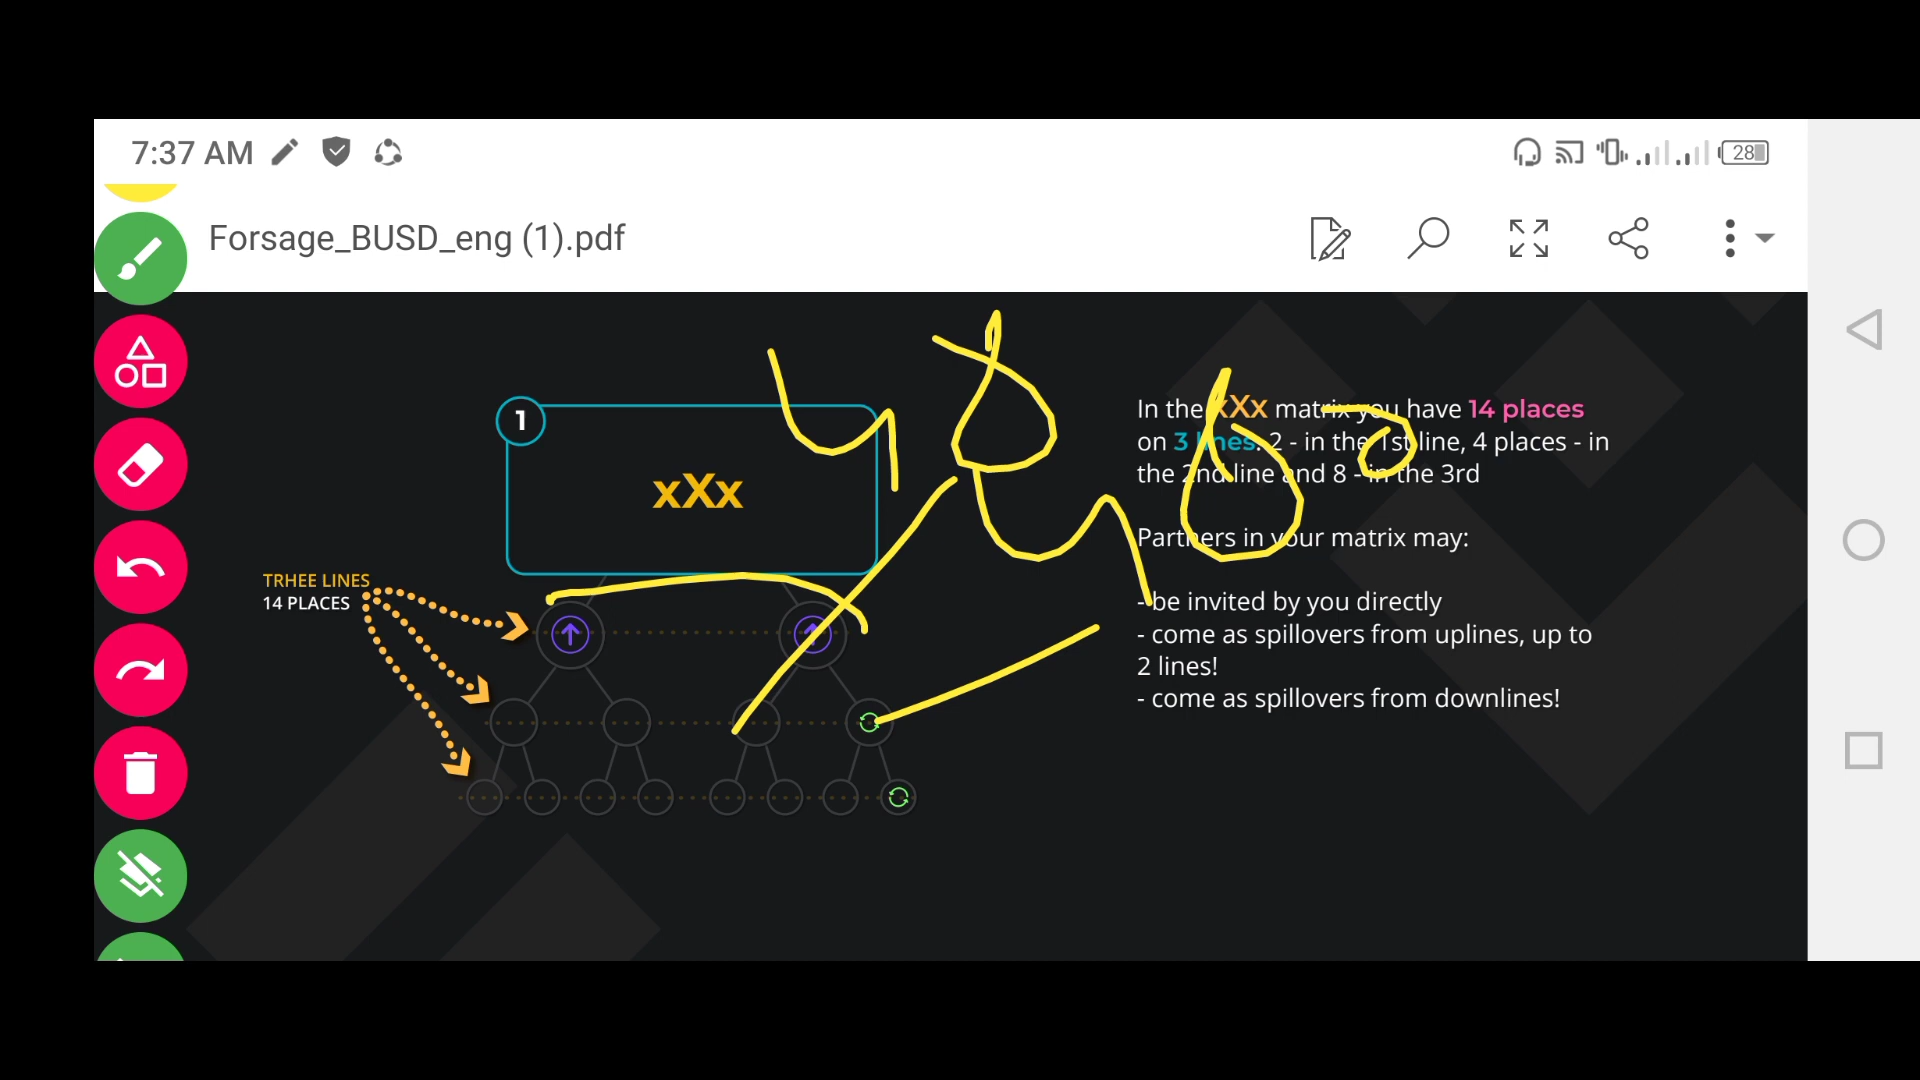 7:37 AM
28
Forsage_BUSD_eng (1).pdf
1
xXx
TRHEE LINES
14 PLACES
In the xXx matrix you have 14 places
on 3 lines: 2 - in the 1st line, 4 places - in
the 2nd line and 8 - in the 3rd
Partners in your matrix may:
- be invited by you directly
- come as spillovers from uplines, up to
2 lines!
- come as spillovers from downlines!